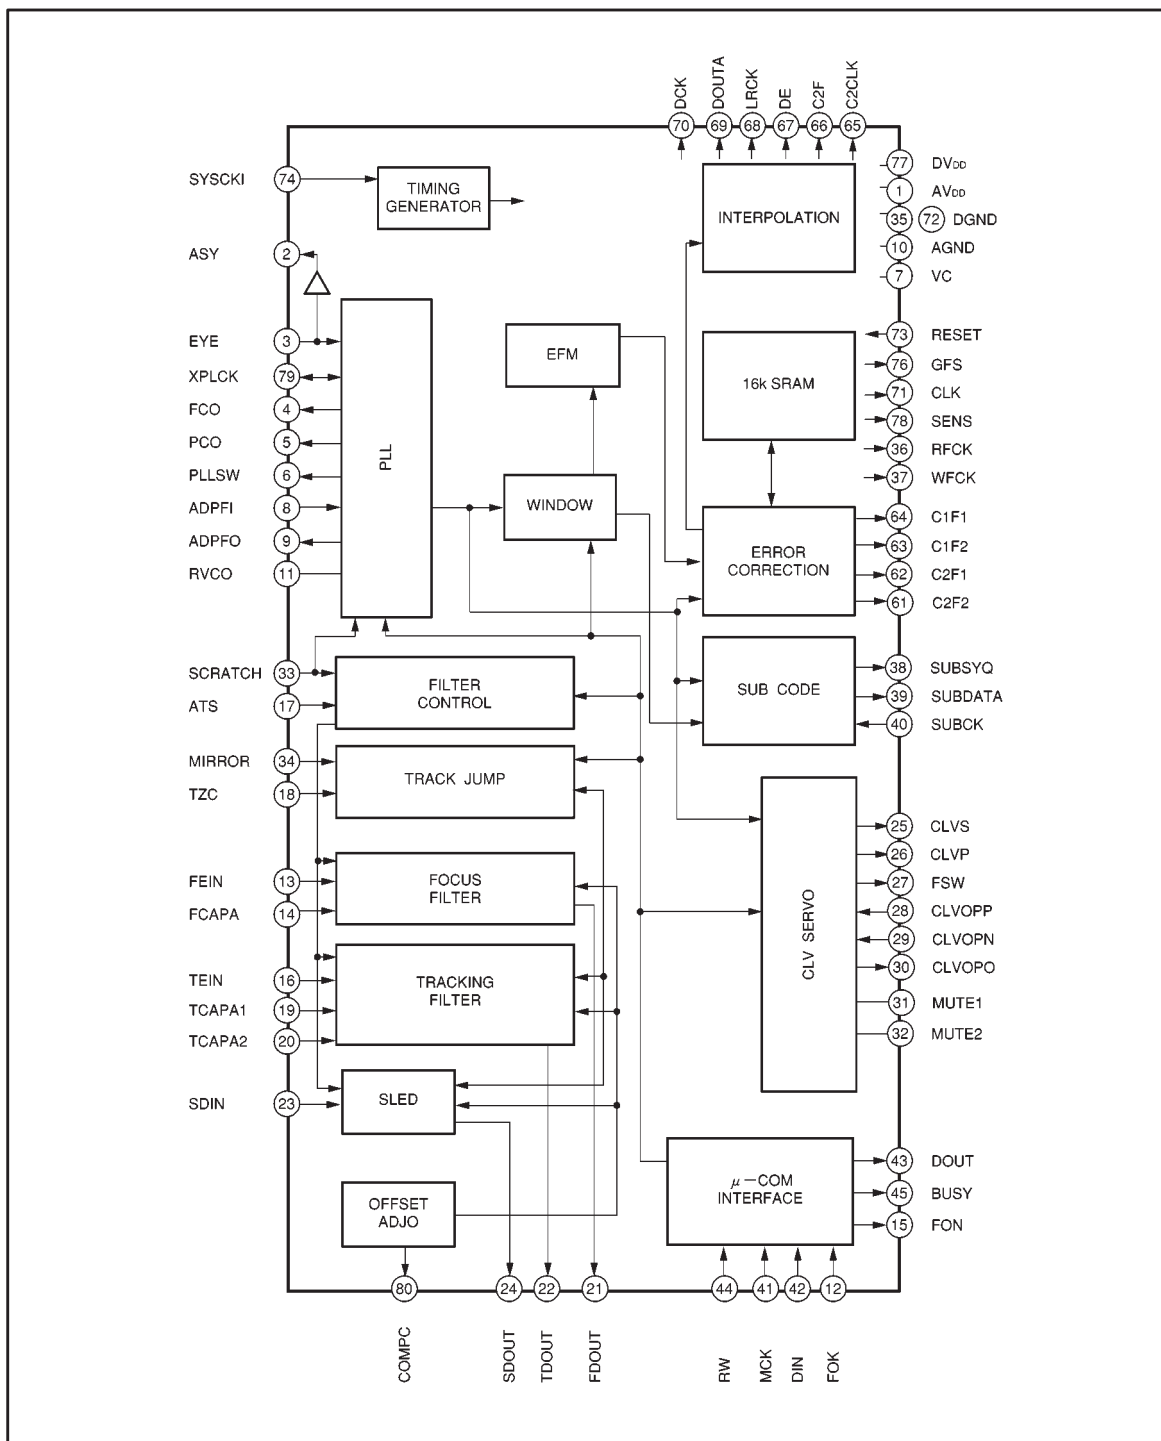 DCK
DOUTA
LRCK
DE
C2F
C2CLK
70
69
68
67
66
65
SYSCKI
74
TIMING
GENERATOR
ASY
2
EYE
3
XPLCK
79
FCO
4
PCO
5
PLLSW
6
ADPFI
8
ADPFO
9
RVCO
11
PLL
EFM
WINDOW
INTERPOLATION
16k SRAM
ERROR
CORRECTION
SUB CODE
77
DVDD
1
AVDD
35
72
DGND
10
AGND
7
VC
73
RESET
76
GFS
71
CLK
78
SENS
36
RFCK
37
WFCK
64
C1F1
63
C1F2
62
C2F1
61
C2F2
38
SUBSYQ
39
SUBDATA
40
SUBCK
SCRATCH
33
ATS
17
FILTER
CONTROL
MIRROR
34
TZC
18
TRACK JUMP
FEIN
13
FCAPA
14
FOCUS
FILTER
TEIN
16
TCAPA1
19
TCAPA2
20
TRACKING
FILTER
SDIN
23
SLED
OFFSET
ADJO
CLV SERVO
25
CLVS
26
CLVP
27
FSW
28
CLVOPP
29
CLVOPN
30
CLVOPO
31
MUTE1
32
MUTE2
μ−COM
INTERFACE
43
DOUT
45
BUSY
15
FON
80
24
22
21
44
41
42
12
COMPC
SDOUT
TDOUT
FDOUT
RW
MCK
DIN
FOK